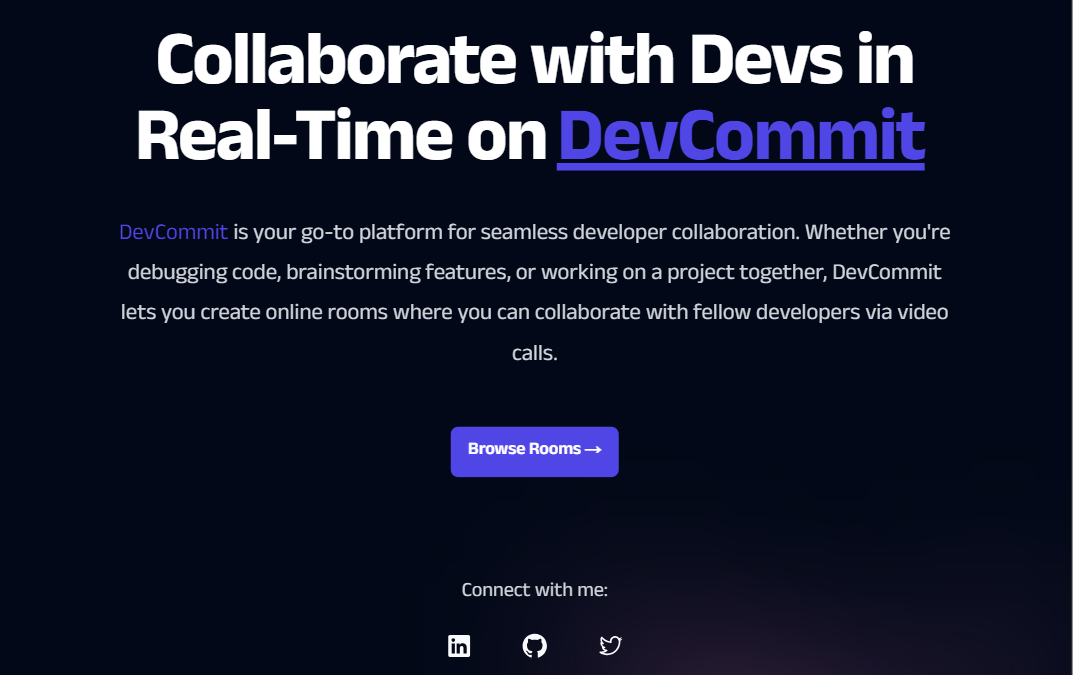 Collaborate with Devs in
Real-Time on DevCommit
DevCommit is your go-to platform for seamless developer collaboration. Whether you're
debugging code, brainstorming features, or working on a project together, DevCommit
lets you create online rooms where you can collaborate with fellow developers via video
calls.
Browse Rooms →
Connect with me:
in